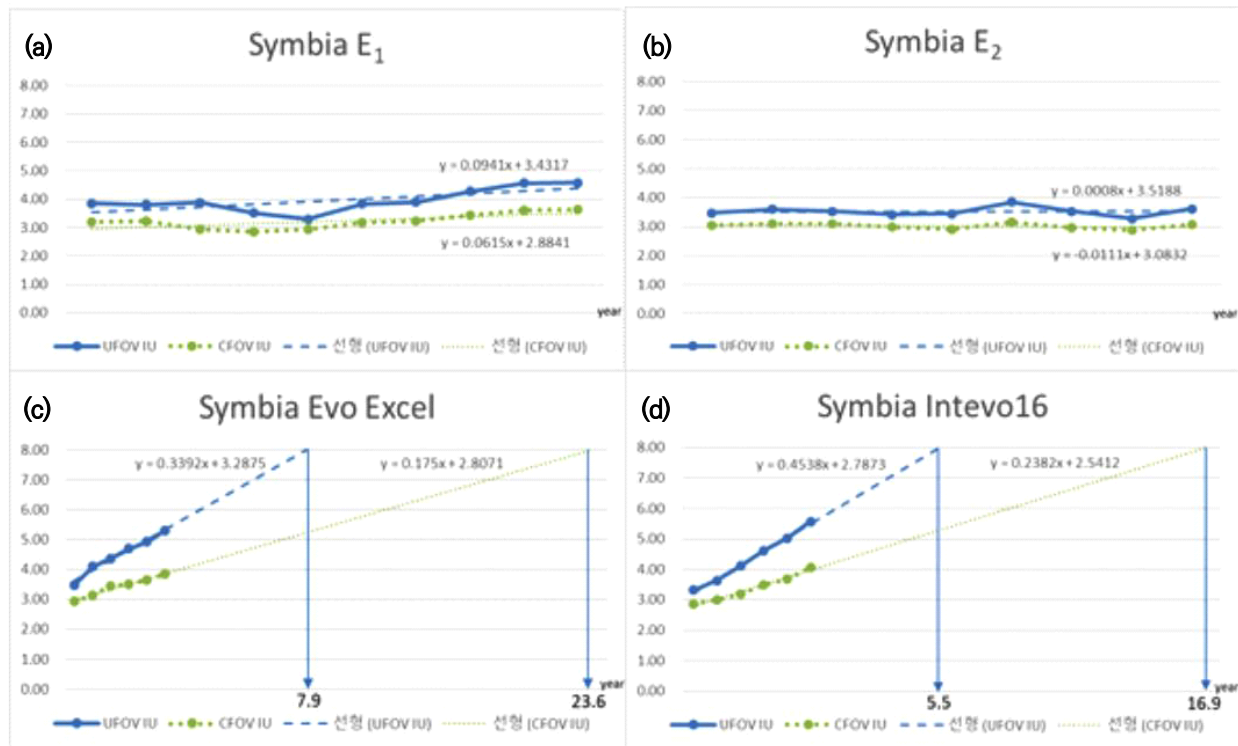 (a)
Symbia E1
8.00
7.00
6.00
5.00
4.00
3.00
2.00
1.00
0.00
y = 0.0941x + 3.4317
y = 0.0615x + 2.8841
year
UFOV IU CFOV IU 선형 (UFOV IU) 선형 (CFOV IU)
(b)
Symbia E2
8.00
7.00
6.00
5.00
4.00
3.00
2.00
1.00
0.00
y = 0.0008x + 3.5188
y = -0.0111x + 3.0832
year
UFOV IU CFOV IU 선형 (UFOV IU) 선형 (CFOV IU)
(c)
Symbia Evo Excel
8.00
7.00
6.00
5.00
4.00
3.00
2.00
1.00
0.00
y = 0.3392x + 3.2875
y = 0.175x + 2.8071
7.9
23.6
year
UFOV IU CFOV IU 선형 (UFOV IU) 선형 (CFOV IU)
(d)
Symbia Intevo16
8.00
7.00
6.00
5.00
4.00
3.00
2.00
1.00
0.00
y = 0.4538x + 2.7873
y = 0.2382x + 2.5412
5.5
16.9
year
UFOV IU CFOV IU 선형 (UFOV IU) 선형 (CFOV IU)